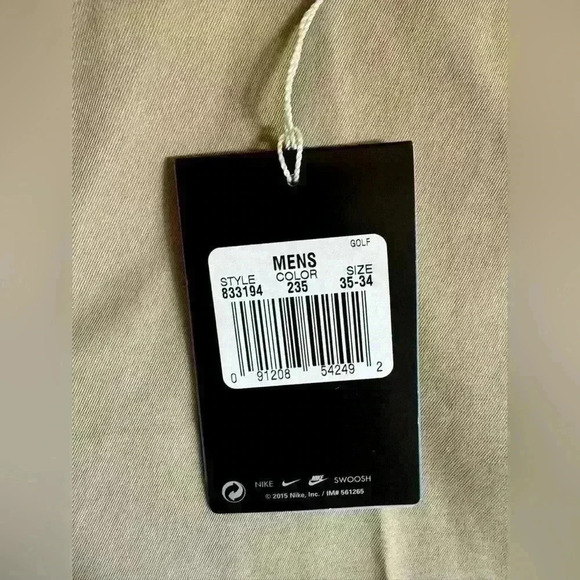 GOLF
MENS
STYLE COLOR SIZE
833194 235 35-34
0 91208 54249 2
NIKE SWOOSH
© 2015 Nike, Inc. / IM# 561265